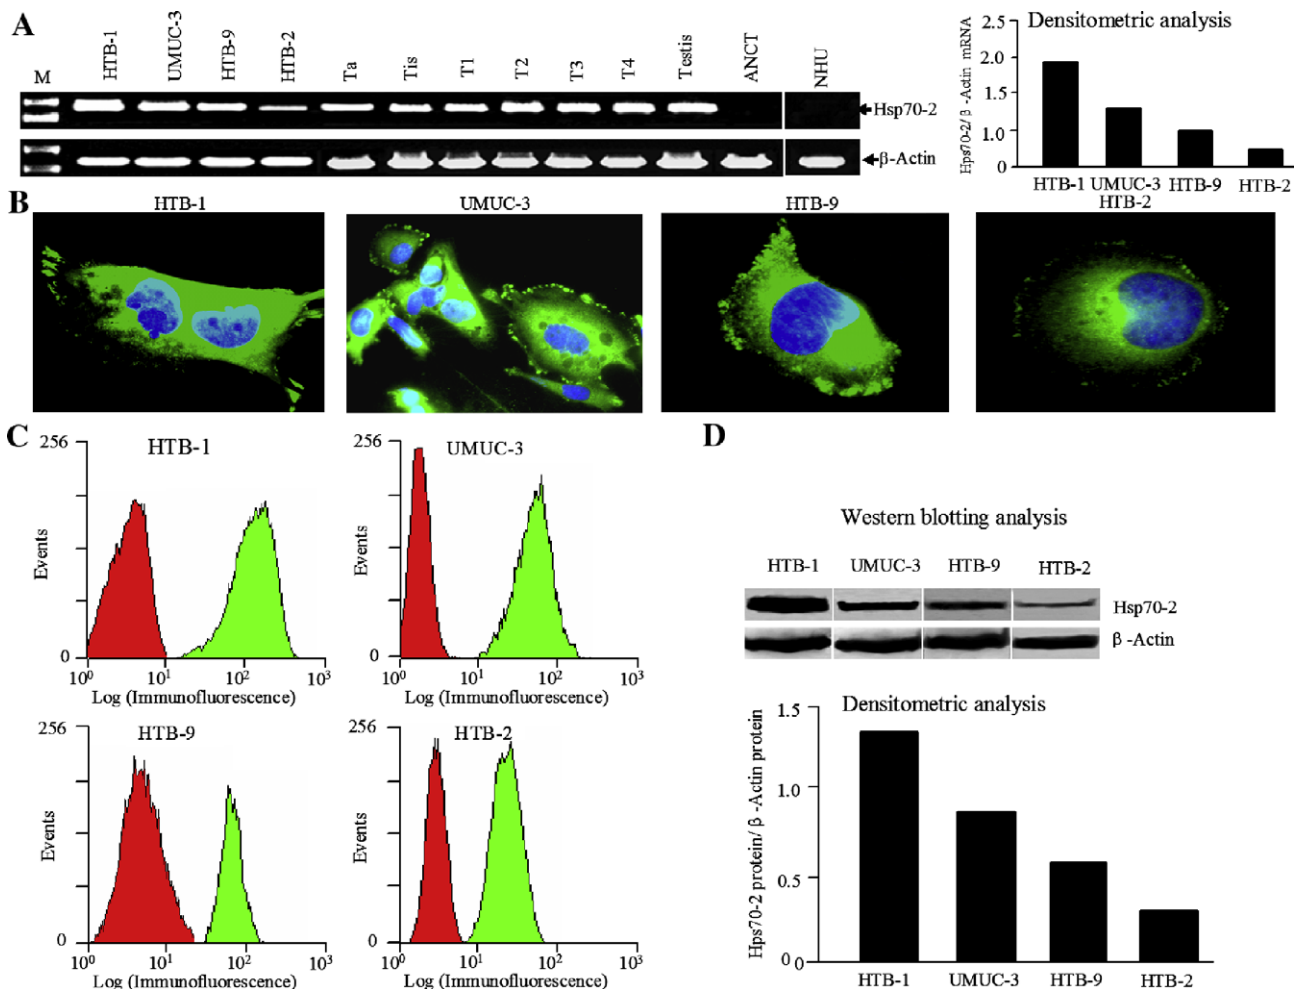 A
M
HTB-1
UMUC-3
HTB-9
HTB-2
Ta
Tis
T1
T2
T3
T4
Testis
ANCT
NHU
Hsp70-2
β-Actin
Densitometric analysis
Hps70-2/ β -Actin mRNA
2.5
2.0
1.5
1.0
0
HTB-1 UMUC-3 HTB-9 HTB-2
B
HTB-1 UMUC-3 HTB-9 HTB-2
C
HTB-1
256
Events
0
10⁰ 10¹ 10² 10³
Log (Immunofluorescence)
UMUC-3
256
Events
0
10⁰ 10¹ 10² 10³
Log (Immunofluorescence)
HTB-9
256
Events
0
10⁰ 10¹ 10² 10³
Log (Immunofluorescence)
HTB-2
256
Events
0
10⁰ 10¹ 10² 10³
Log (Immunofluorescence)
D
Western blotting analysis
HTB-1 UMUC-3 HTB-9 HTB-2
Hsp70-2
β -Actin
Densitometric analysis
Hps70-2 protein/ β -Actin protein
1.5
1.0
0.5
0
HTB-1 UMUC-3 HTB-9 HTB-2